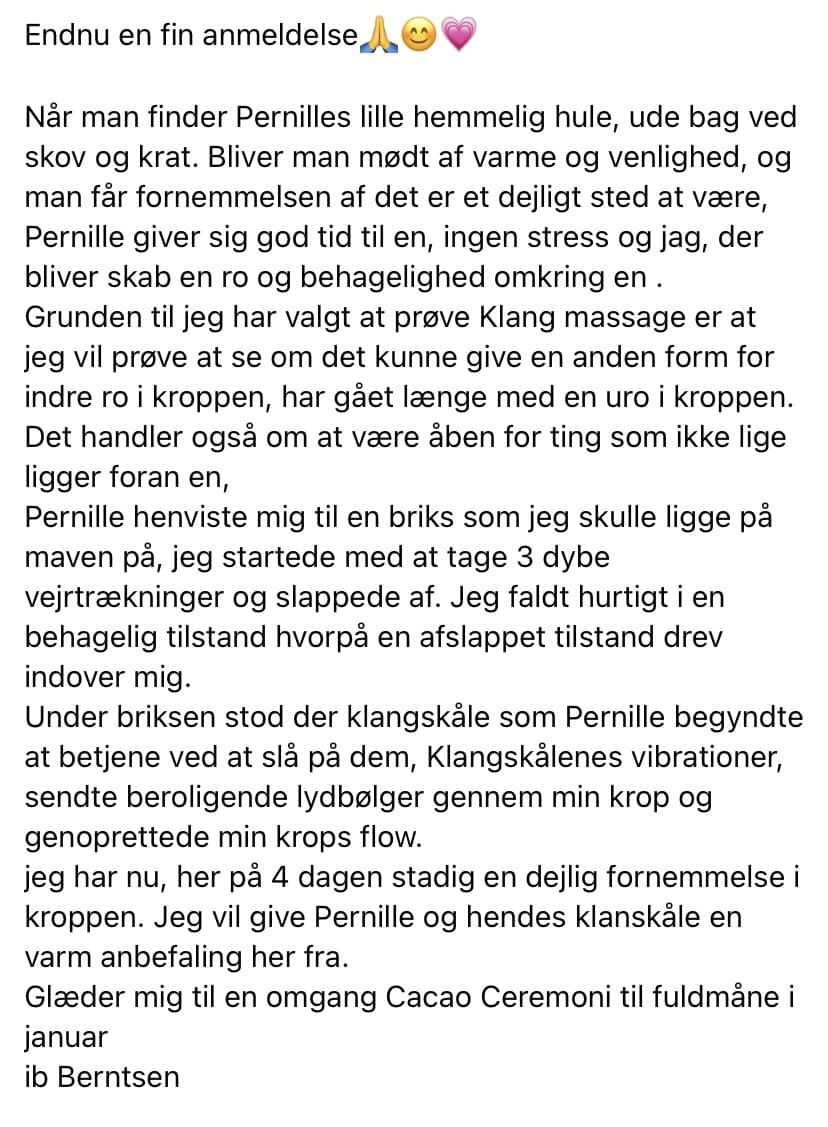 Endnu en fin anmeldelse🙏😊💗
Når man finder Pernilles lille hemmelig hule, ude bag ved
skov og krat. Bliver man mødt af varme og venlighed, og
man får fornemmelsen af det er et dejligt sted at være,
Pernille giver sig god tid til en, ingen stress og jag, der
bliver skab en ro og behagelighed omkring en .
Grunden til jeg har valgt at prøve Klang massage er at
jeg vil prøve at se om det kunne give en anden form for
indre ro i kroppen, har gået længe med en uro i kroppen.
Det handler også om at være åben for ting som ikke lige
ligger foran en,
Pernille henviste mig til en briks som jeg skulle ligge på
maven på, jeg startede med at tage 3 dybe
vejrtrækninger og slappede af. Jeg faldt hurtigt i en
behagelig tilstand hvorpå en afslappet tilstand drev
indover mig.
Under briksen stod der klangskåle som Pernille begyndte
at betjene ved at slå på dem, Klangskålenes vibrationer,
sendte beroligende lydbølger gennem min krop og
genoprettede min krops flow.
jeg har nu, her på 4 dagen stadig en dejlig fornemmelse i
kroppen. Jeg vil give Pernille og hendes klanskåle en
varm anbefaling her fra.
Glæder mig til en omgang Cacao Ceremoni til fuldmåne i
januar
ib Berntsen